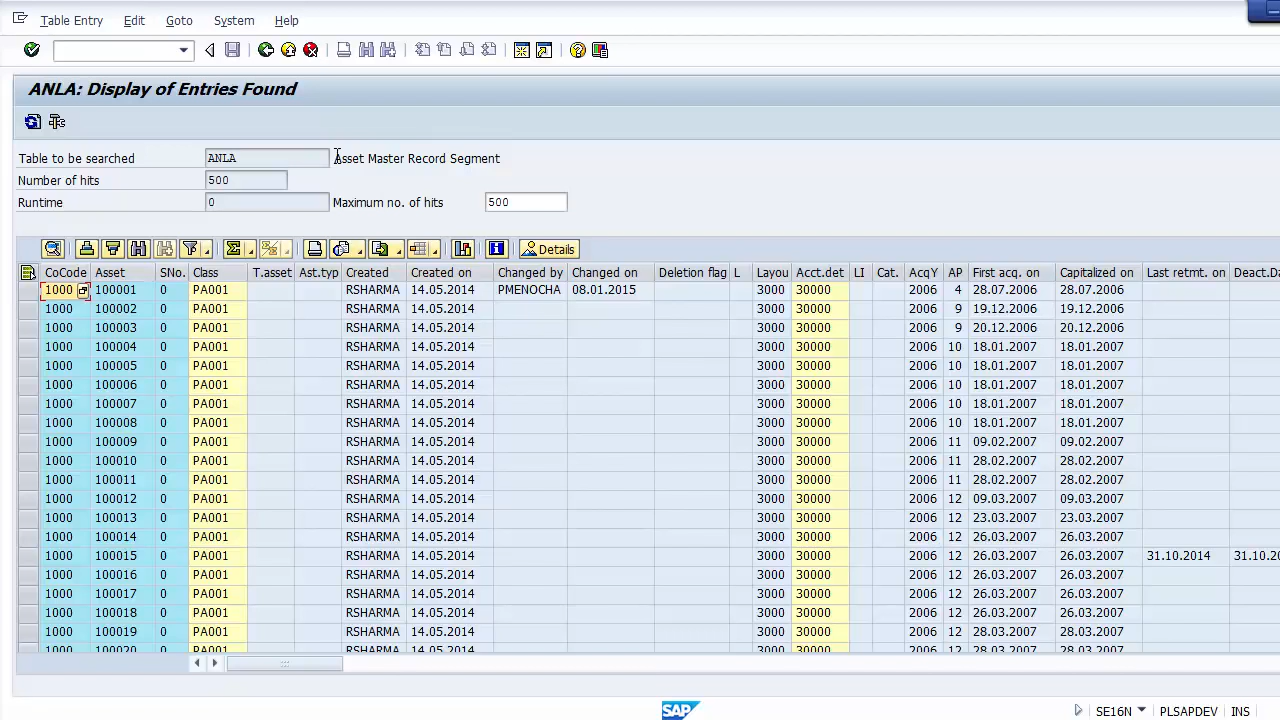 Table Entry Edit Goto System Help
ANLA: Display of Entries Found
Table to be searched ANLA Asset Master Record Segment
Number of hits 500
Runtime 0 Maximum no. of hits 500
Details
CoCode Asset SNo. Class T.asset Ast.typ Created Created on Changed by Changed on Deletion flag L Layou Acct.det LI Cat. AcqY AP First acq. on Capitalized on Last retmt. on Deact.Da
1000 100001 0 PA001 RSHARMA 14.05.2014 PMENOCHA 08.01.2015 3000 30000 2006 4 28.07.2006 28.07.2006
1000 100002 0 PA001 RSHARMA 14.05.2014 3000 30000 2006 9 19.12.2006 19.12.2006
1000 100003 0 PA001 RSHARMA 14.05.2014 3000 30000 2006 9 20.12.2006 20.12.2006
1000 100004 0 PA001 RSHARMA 14.05.2014 3000 30000 2006 10 18.01.2007 18.01.2007
1000 100005 0 PA001 RSHARMA 14.05.2014 3000 30000 2006 10 18.01.2007 18.01.2007
1000 100006 0 PA001 RSHARMA 14.05.2014 3000 30000 2006 10 18.01.2007 18.01.2007
1000 100007 0 PA001 RSHARMA 14.05.2014 3000 30000 2006 10 18.01.2007 18.01.2007
1000 100008 0 PA001 RSHARMA 14.05.2014 3000 30000 2006 10 18.01.2007 18.01.2007
1000 100009 0 PA001 RSHARMA 14.05.2014 3000 30000 2006 11 09.02.2007 09.02.2007
1000 100010 0 PA001 RSHARMA 14.05.2014 3000 30000 2006 11 28.02.2007 28.02.2007
1000 100011 0 PA001 RSHARMA 14.05.2014 3000 30000 2006 11 28.02.2007 28.02.2007
1000 100012 0 PA001 RSHARMA 14.05.2014 3000 30000 2006 12 09.03.2007 09.03.2007
1000 100013 0 PA001 RSHARMA 14.05.2014 3000 30000 2006 12 23.03.2007 23.03.2007
1000 100014 0 PA001 RSHARMA 14.05.2014 3000 30000 2006 12 26.03.2007 26.03.2007
1000 100015 0 PA001 RSHARMA 14.05.2014 3000 30000 2006 12 26.03.2007 26.03.2007 31.10.2014 31.10.20
1000 100016 0 PA001 RSHARMA 14.05.2014 3000 30000 2006 12 26.03.2007 26.03.2007
1000 100017 0 PA001 RSHARMA 14.05.2014 3000 30000 2006 12 26.03.2007 26.03.2007
1000 100018 0 PA001 RSHARMA 14.05.2014 3000 30000 2006 12 26.03.2007 26.03.2007
1000 100019 0 PA001 RSHARMA 14.05.2014 3000 30000 2006 12 28.03.2007 28.03.2007
1000 100020 0 PA001 RSHARMA 14.05.2014 3000 30000 2006 12 28.03.2007 28.03.2007
SAP SE16N PLSAPDEV INS